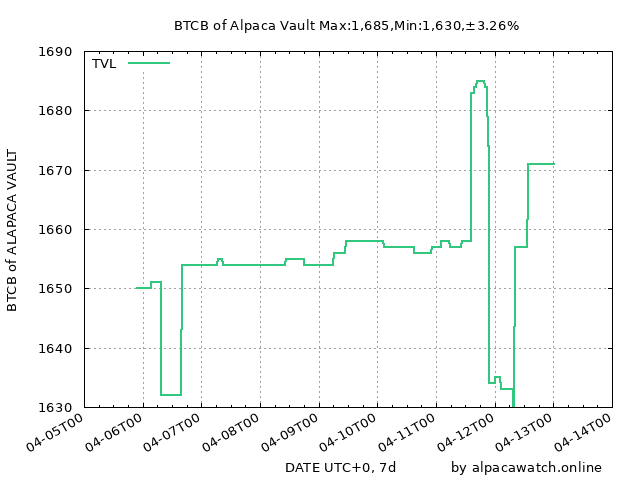 BTCB of Alpaca Vault Max:1,685,Min:1,630,±3.26%
TVL
1690
1680
1670
1660
1650
1640
1630
BTCB of ALAPACA VAULT
04-05T00
04-06T00
04-07T00
04-08T00
04-09T00
04-10T00
04-11T00
04-12T00
04-13T00
04-14T00
DATE UTC+0, 7d
by alpacawatch.online